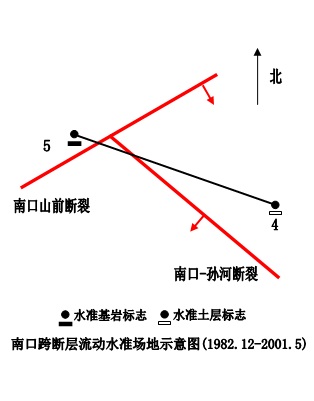 北
5
南口山前断裂
4
南口-孙河断裂
水准基岩标志 水准土层标志
南口跨断层流动水准场地示意图(1982.12-2001.5)